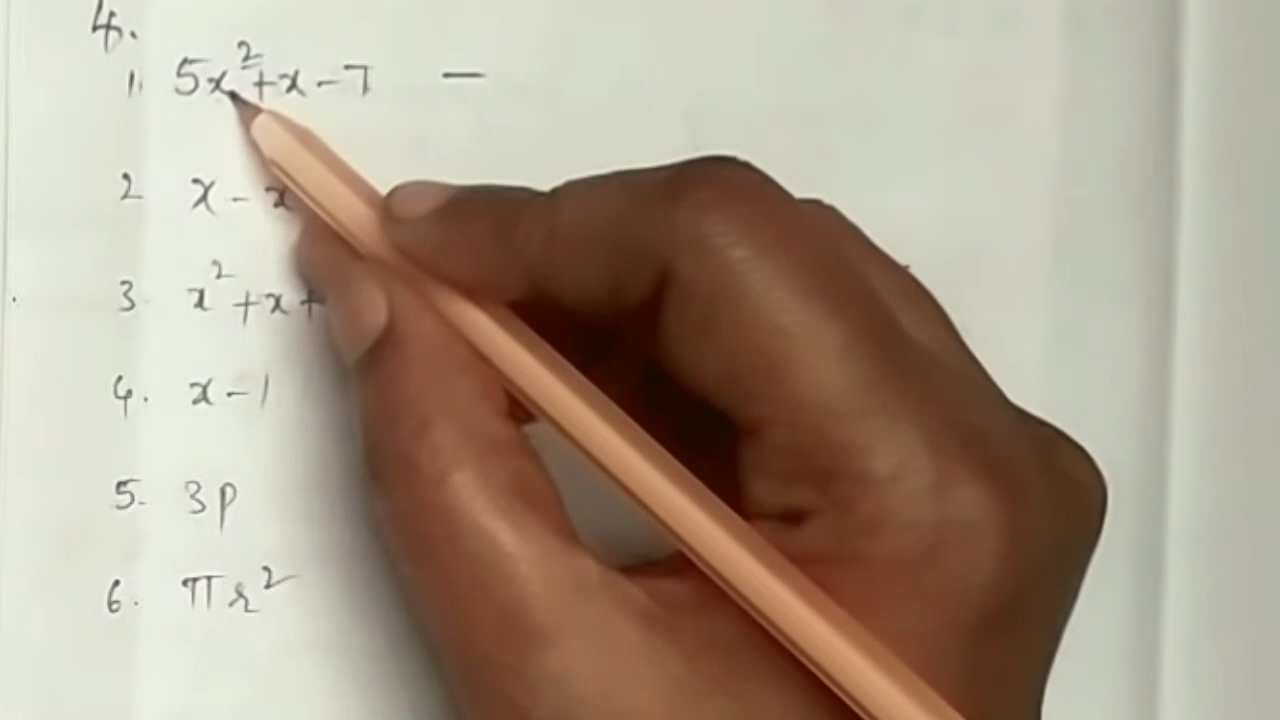 4.
1. 5x²+x-7 —
2 x - x
3. x²+x+
4. x-1
5. 3p
6. πr²